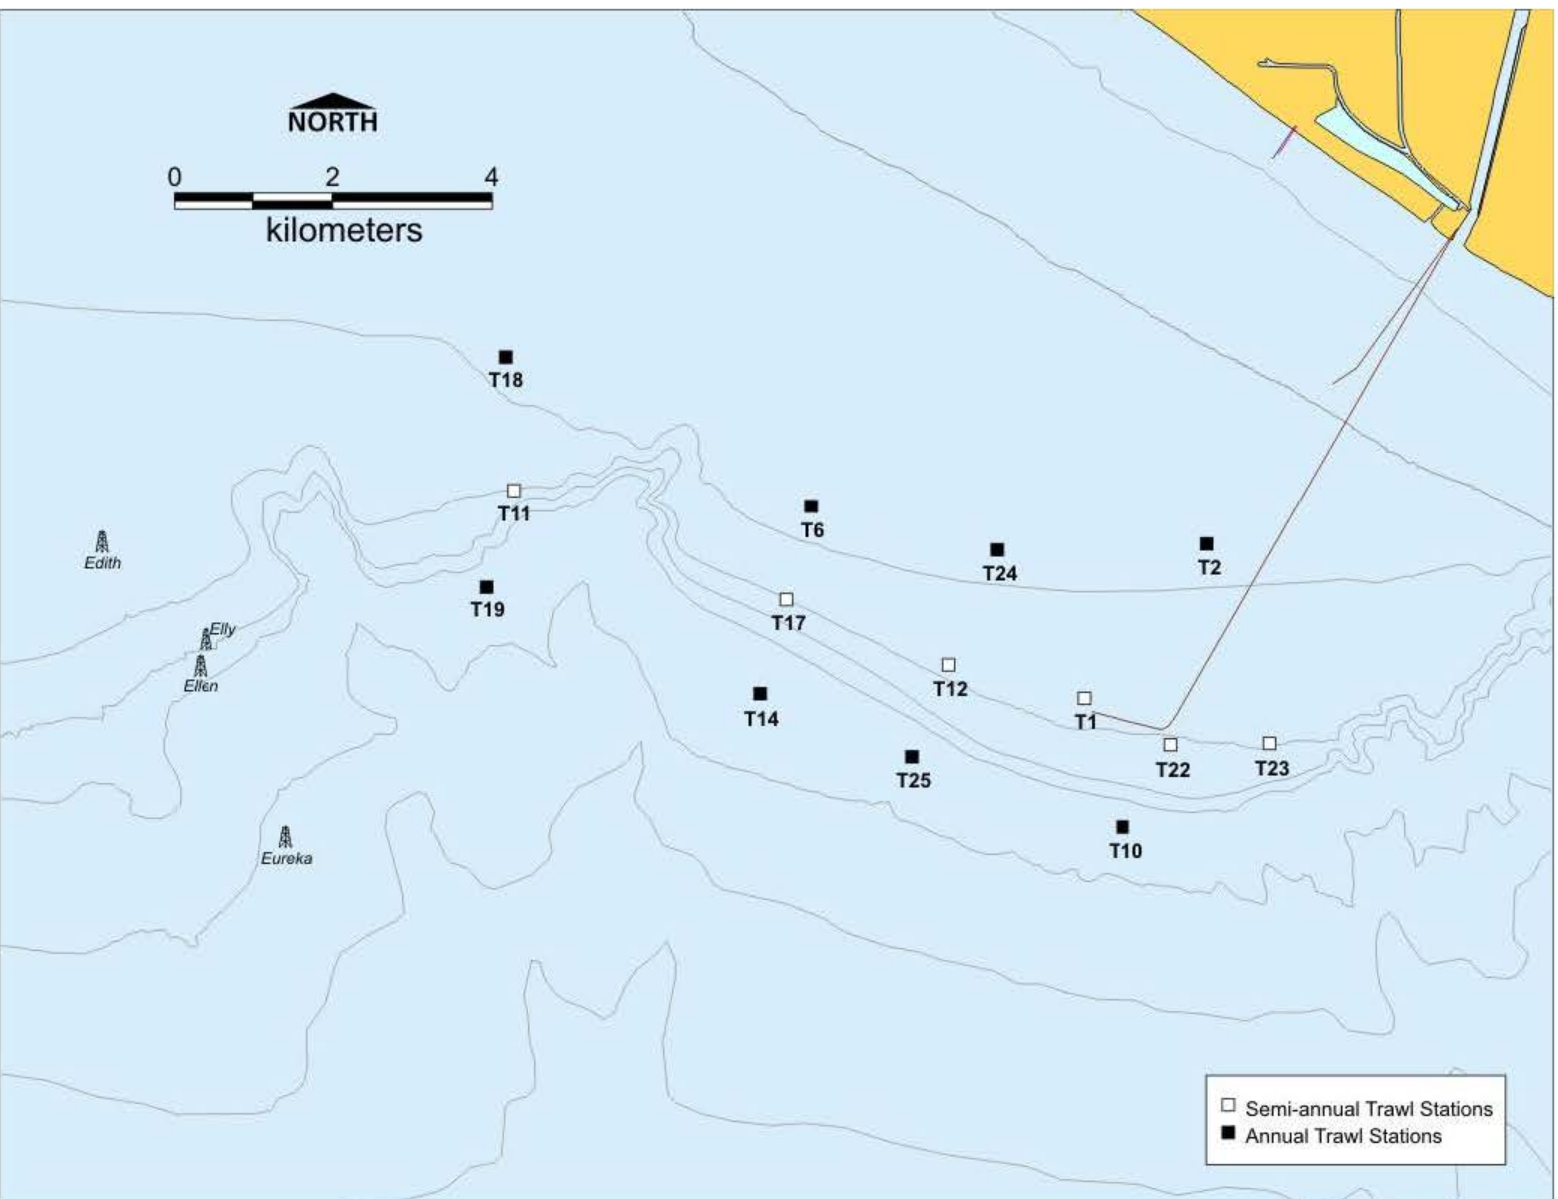 NORTH
0 2 4
kilometers
T18
T11
T6
T24
T2
Edith
T19
T17
Elly
Ellen
T12
T14
T1
T22
T23
T25
T10
Eureka
Semi-annual Trawl Stations
Annual Trawl Stations